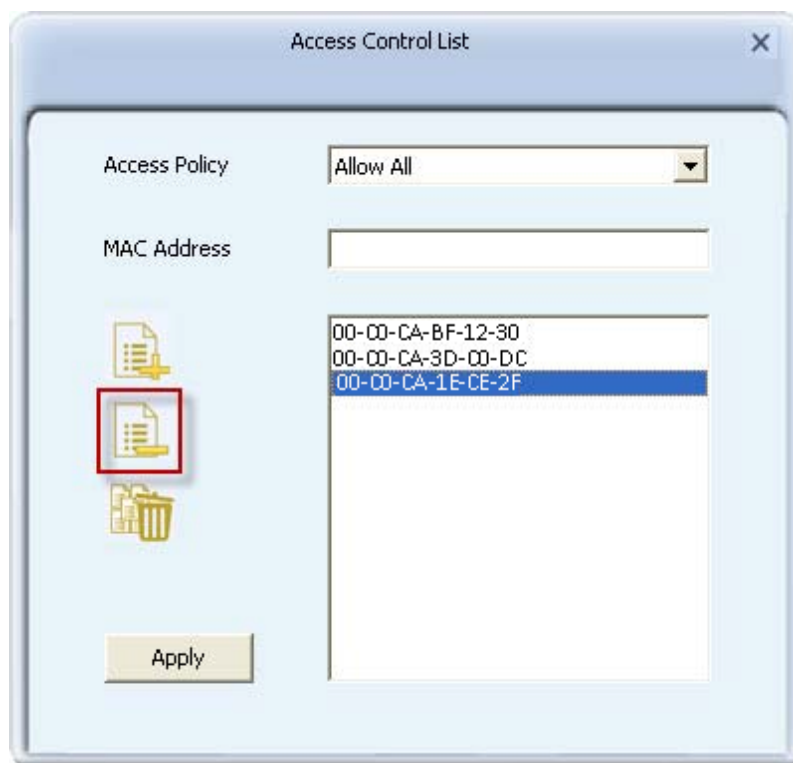 Access Control List
Access Policy
Allow All
MAC Address
00-C0-CA-BF-12-30
00-C0-CA-3D-C0-DC
00-C0-CA-1E-CE-2F
Apply